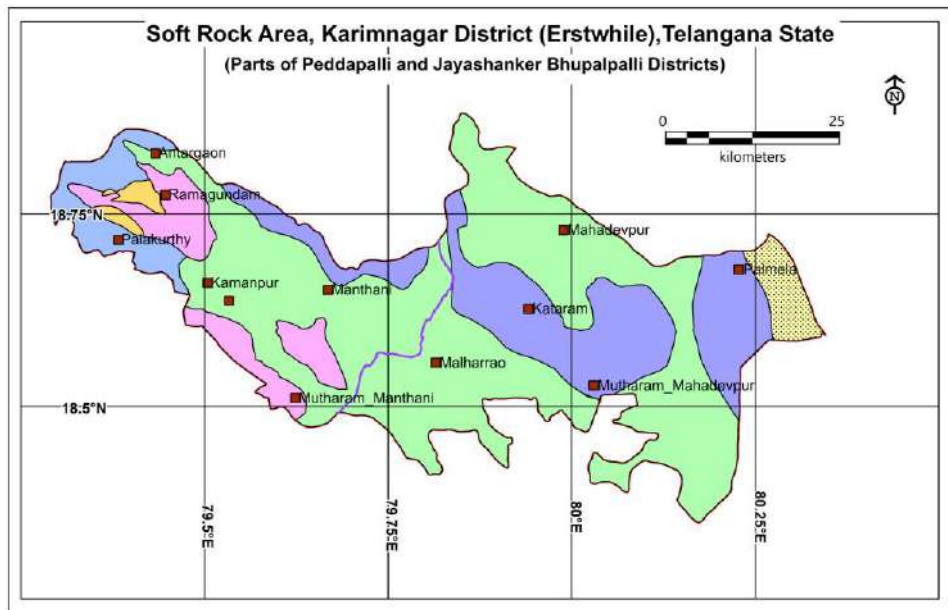 Soft Rock Area, Karimnagar District (Erstwhile),Telangana State
(Parts of Peddapalli and Jayashanker Bhupalpalli Districts)
N
0 25
kilometers
Antargaon
Ramagundam
18.75°N
Palakurthy
Mahadevpur
Palmela
Kamanpur
Manthani
Kataram
Malharrao
Mutharam_Mahadevpur
Mutharam_Manthani
18.5°N
79.5°E
79.75°E
80°E
80.25°E